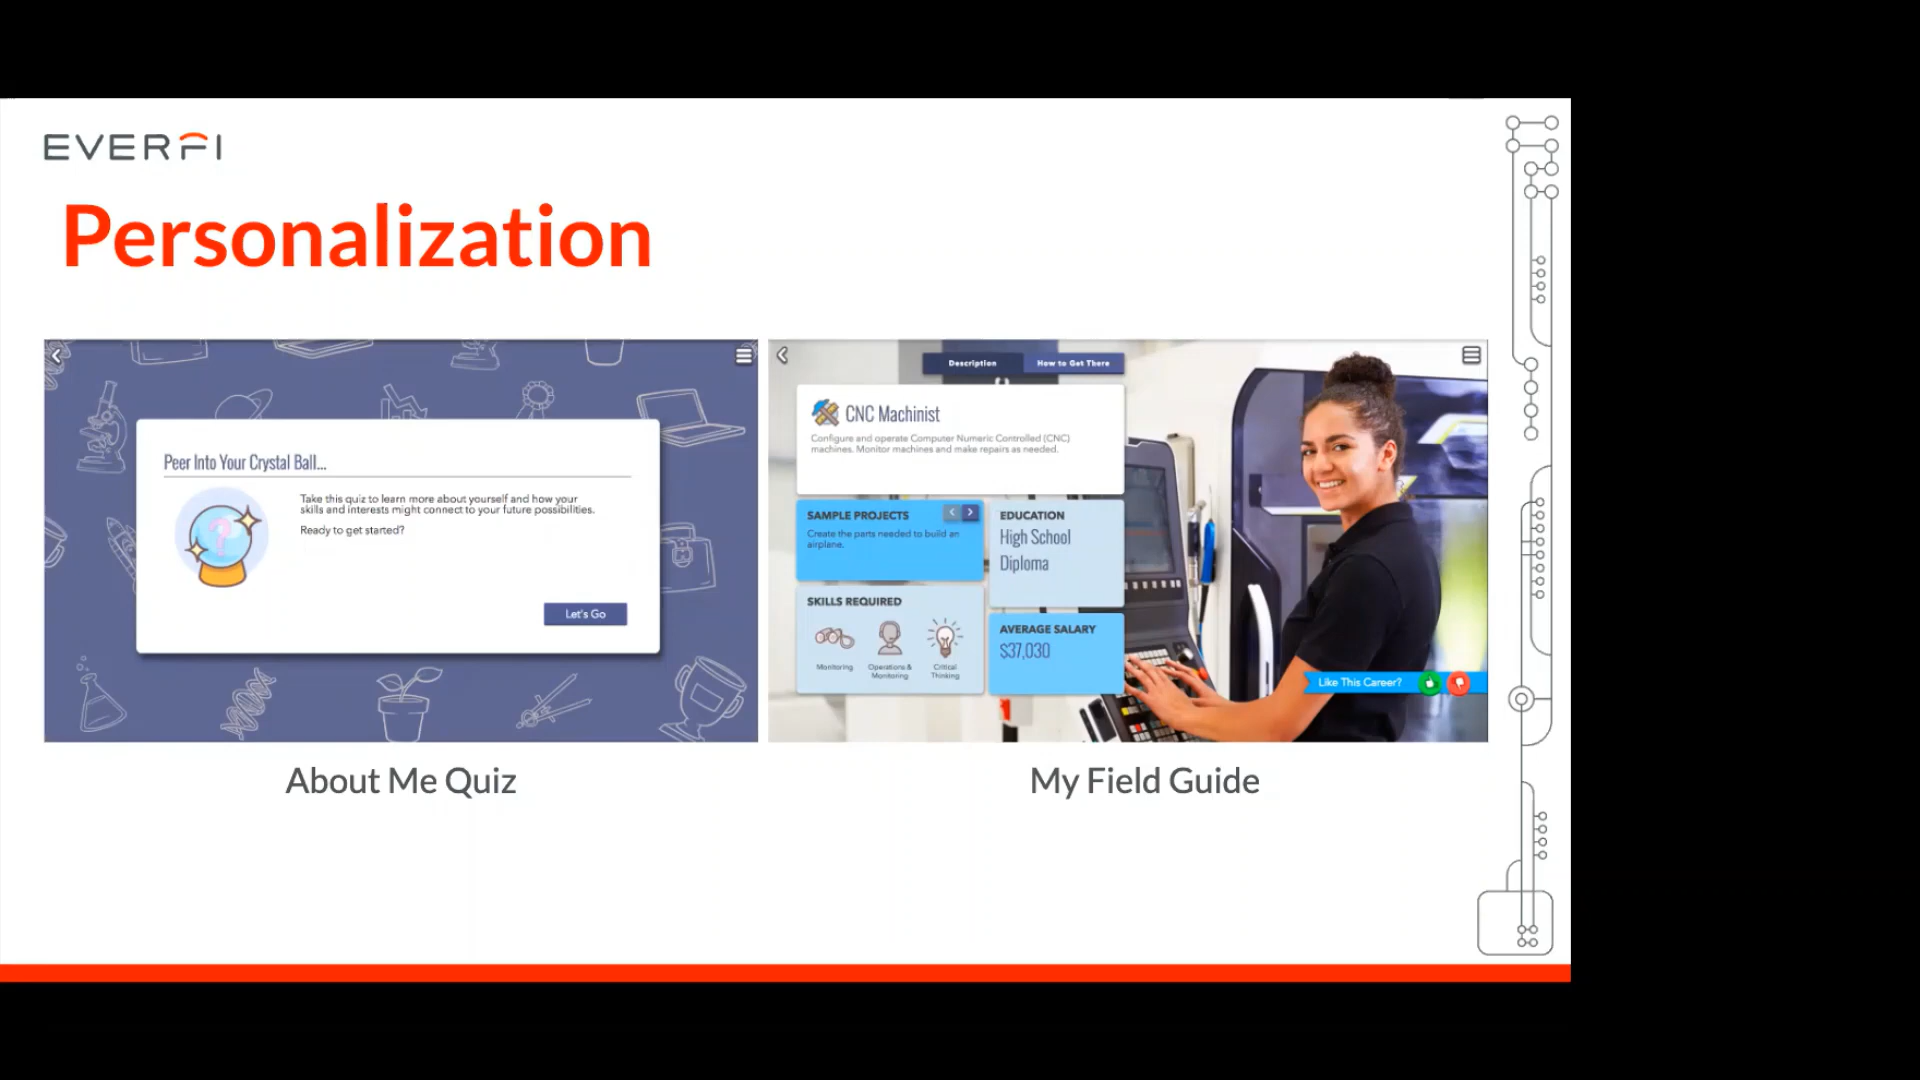 EVERFI
Personalization
Peer Into Your Crystal Ball...
Take this quiz to learn more about yourself and how your
skills and interests might connect to your future possibilities.
Ready to get started?
Let's Go
About Me Quiz
Description
How to Get There
CNC Machinist
Configure and operate Computer Numeric Controlled (CNC)
machines. Monitor machines and make repairs as needed.
SAMPLE PROJECTS
Create the parts needed to build an
airplane.
EDUCATION
High School
Diploma
SKILLS REQUIRED
Monitoring
Operations &
Monitoring
Critical
Thinking
AVERAGE SALARY
$37,030
Like This Career?
My Field Guide